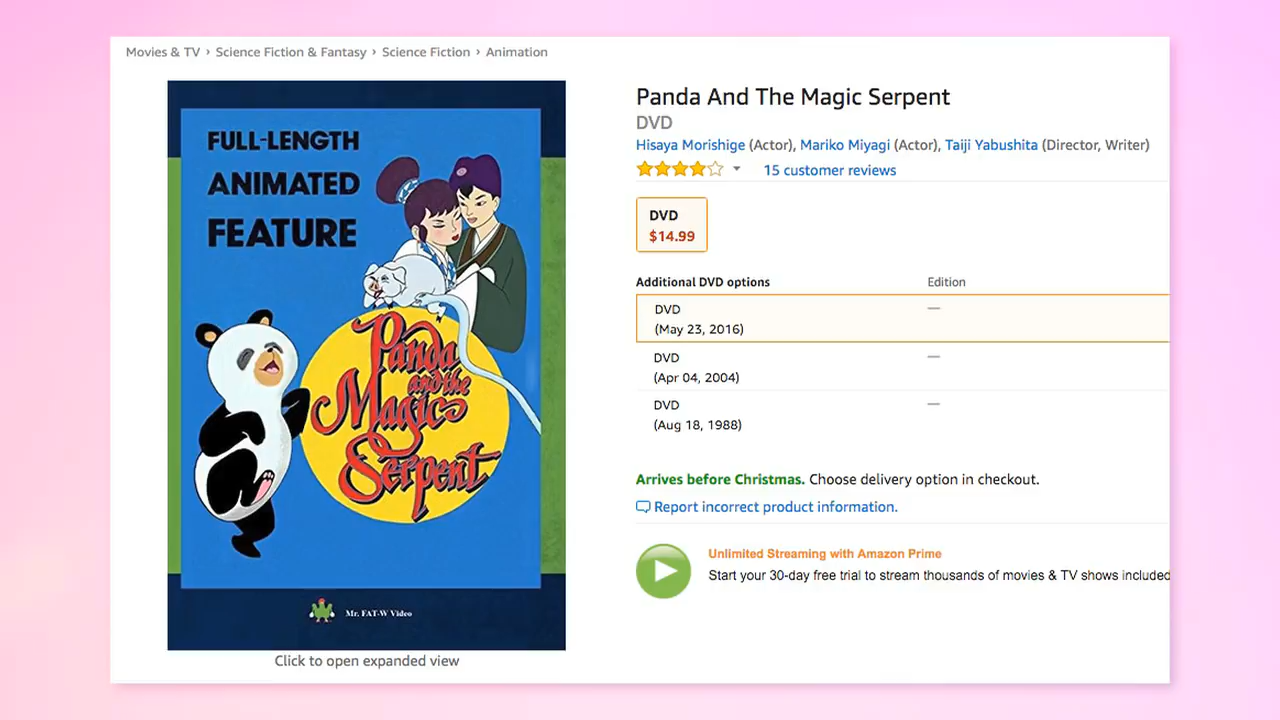 Movies & TV › Science Fiction & Fantasy › Science Fiction › Animation
FULL-LENGTH
ANIMATED
FEATURE
Panda
and the
Magic
Serpent
Mr. FAT-W Video
Click to open expanded view
Panda And The Magic Serpent
DVD
Hisaya Morishige (Actor), Mariko Miyagi (Actor), Taiji Yabushita (Director, Writer)
15 customer reviews
DVD
$14.99
Additional DVD options Edition
DVD —
(May 23, 2016)
DVD —
(Apr 04, 2004)
DVD —
(Aug 18, 1988)
Arrives before Christmas. Choose delivery option in checkout.
Report incorrect product information.
Unlimited Streaming with Amazon Prime
Start your 30-day free trial to stream thousands of movies & TV shows included